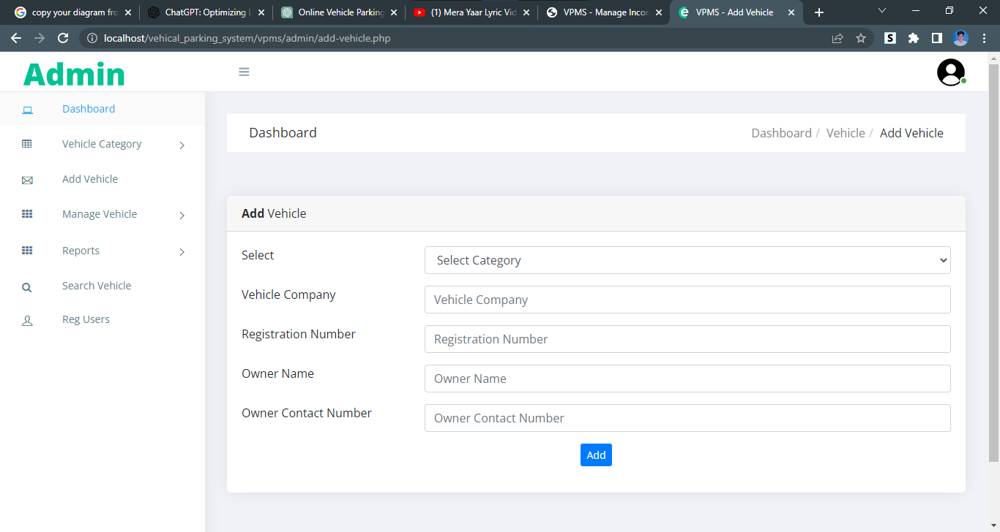 copy your diagram fro
ChatGPT: Optimizing L
Online Vehicle Parking
(1) Mera Yaar Lyric Vid
VPMS - Manage Incon
VPMS - Add Vehicle
localhost/vehical_parking_system/vpms/admin/add-vehicle.php
Admin
Dashboard
Vehicle Category
Add Vehicle
Manage Vehicle
Reports
Search Vehicle
Reg Users
Dashboard
Dashboard / Vehicle / Add Vehicle
Add Vehicle
Select
Select Category
Vehicle Company
Vehicle Company
Registration Number
Registration Number
Owner Name
Owner Name
Owner Contact Number
Owner Contact Number
Add